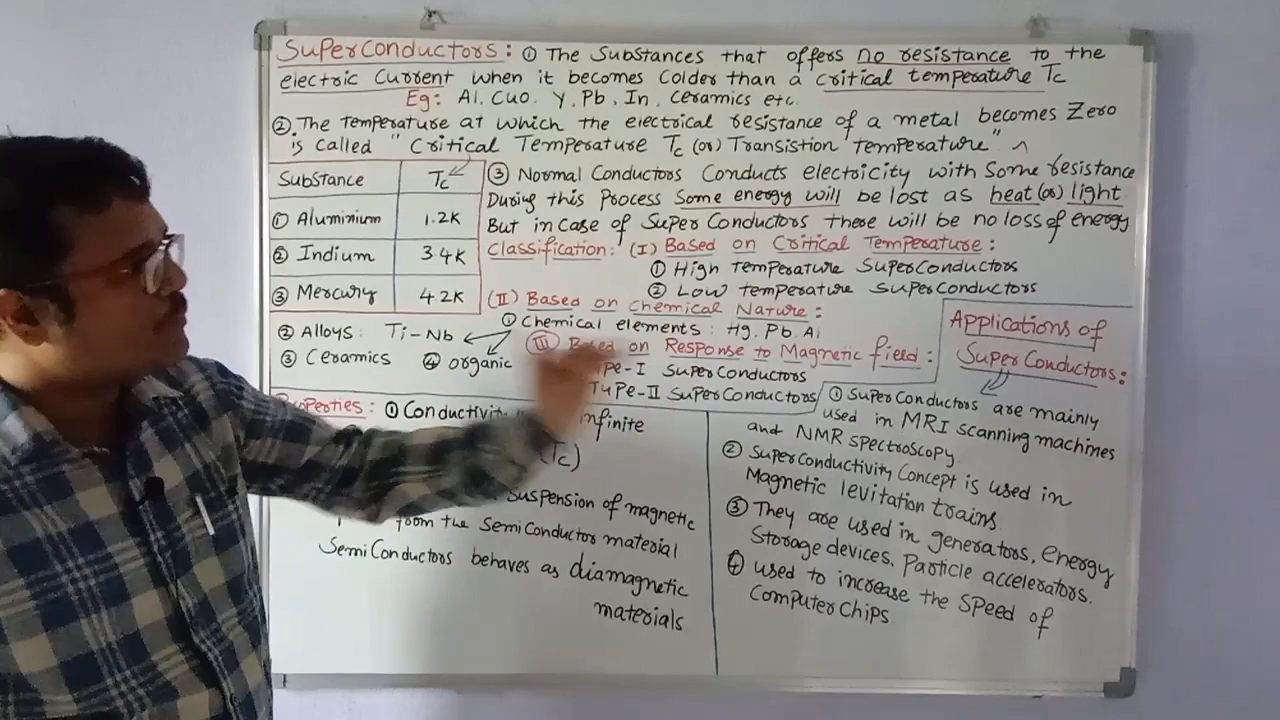 SuperConductors: ① The Substances that offers no resistance to the
electric Current when it becomes Colder than a critical temperature Tc
Eg: Al. Cuo. Y. Pb. In. Ceramics etc.
② The temperature at which the electrical resistance of a metal becomes Zero
is called "Critical Temperature Tc (or) Transistion temperature"
Substance Tc
① Aluminium 1.2K
② Indium 3.4K
③ Mercury 4.2K
③ Normal Conductors Conducts electricity with Some resistance
During this Process Some energy will be lost as heat (or) light
But in case of Super Conductors there will be no loss of energy
Classification: (I) Based on Critical Temperature:
① High temperature SuperConductors
② Low temperature SuperConductors
(II) Based on Chemical Nature:
① Chemical elements: Hg. Pb Al
② Alloys: Ti-Nb
③ Ceramics ④ organic
(III) Based on Response to Magnetic field:
pe-I SuperConductors
Type-II SuperConductors
Properties: ① Conductivit
nfinite
(Tc)
Suspension of magnetic
from the SemiConductor material
SemiConductors behaves as diamagnetic
materials
Applications of
SuperConductors:
① SuperConductors are mainly
used in MRI scanning machines
and NMR spectroscopy
② SuperConductivity Concept is used in
Magnetic levitation trains.
③ They are used in generators, energy
Storage devices, Particle accelerators.
④ used to increase the Speed of
Computer Chips